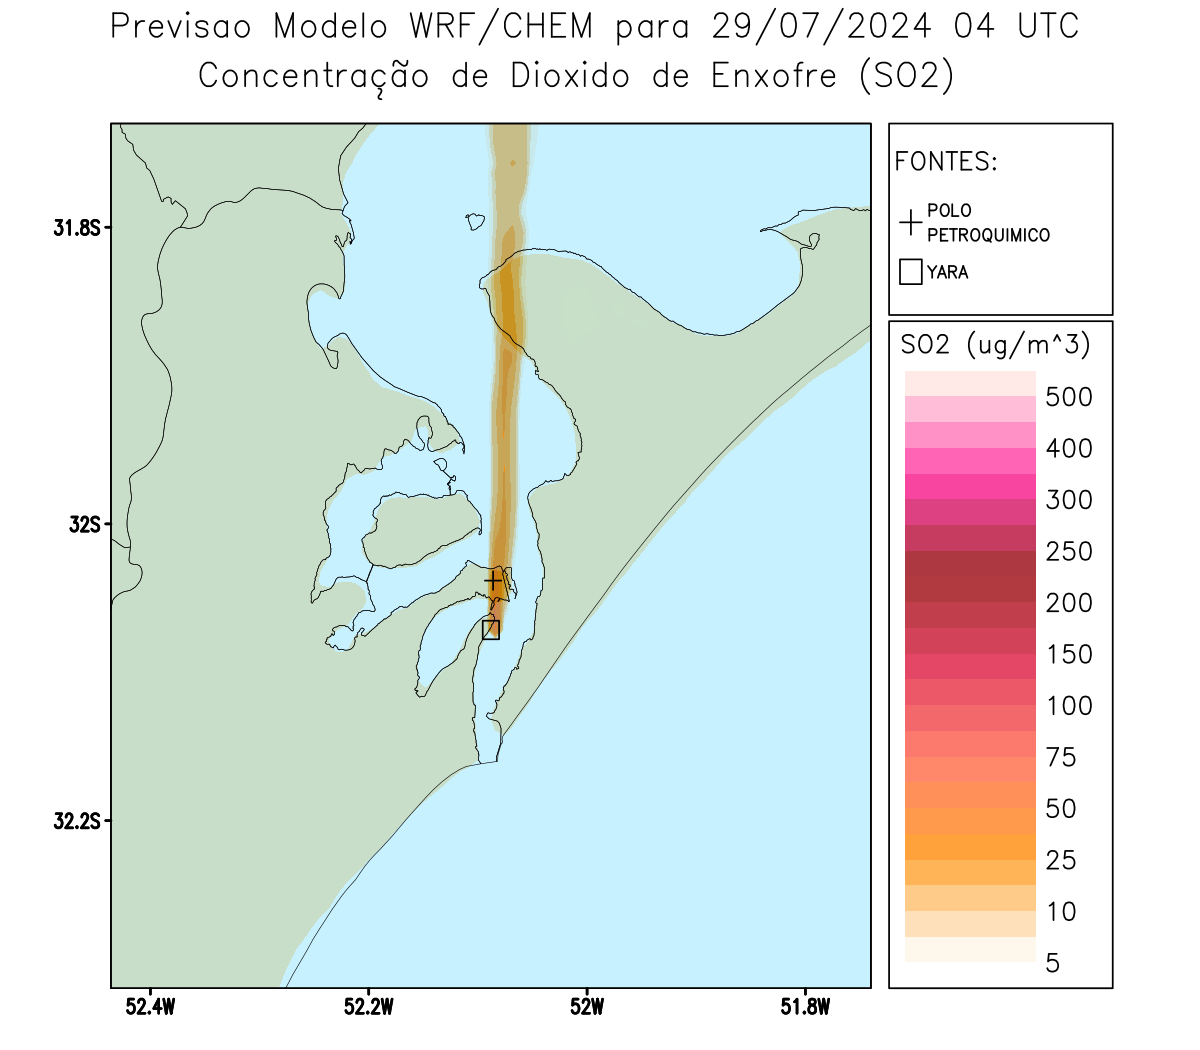 Previsao Modelo WRF/CHEM para 29/07/2024 04 UTC
Concentração de Dioxido de Enxofre (SO2)
FONTES:
POLO
PETROQUIMICO
YARA
31.8S
32S
32.2S
52.4W
52.2W
52W
51.8W
SO2 (ug/m^3)
500
400
300
250
200
150
100
75
50
25
10
5